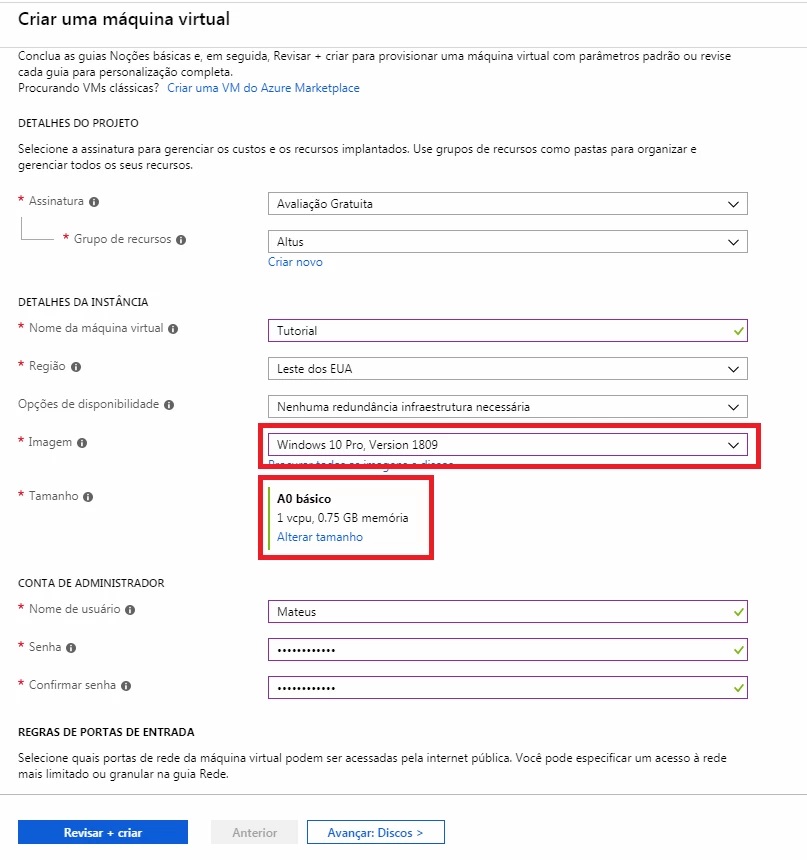 Criar uma máquina virtual
Conclua as guias Noções básicas e, em seguida, Revisar + criar para provisionar uma máquina virtual com parâmetros padrão ou revise
cada guia para personalização completa.
Procurando VMs clássicas? Criar uma VM do Azure Marketplace
DETALHES DO PROJETO
Selecione a assinatura para gerenciar os custos e os recursos implantados. Use grupos de recursos como pastas para organizar e
gerenciar todos os seus recursos.
* Assinatura
Avaliação Gratuita
* Grupo de recursos
Altus
Criar novo
DETALHES DA INSTÂNCIA
* Nome da máquina virtual
Tutorial
* Região
Leste dos EUA
Opções de disponibilidade
Nenhuma redundância infraestrutura necessária
* Imagem
Windows 10 Pro, Version 1809
Procurar todas as imagens e discos
* Tamanho
A0 básico
1 vcpu, 0.75 GB memória
Alterar tamanho
CONTA DE ADMINISTRADOR
* Nome de usuário
Mateus
* Senha
••••••••••••
* Confirmar senha
••••••••••••
REGRAS DE PORTAS DE ENTRADA
Selecione quais portas de rede da máquina virtual podem ser acessadas pela internet pública. Você pode especificar um acesso à rede
mais limitado ou granular na guia Rede.
Revisar + criar
Anterior
Avançar: Discos >